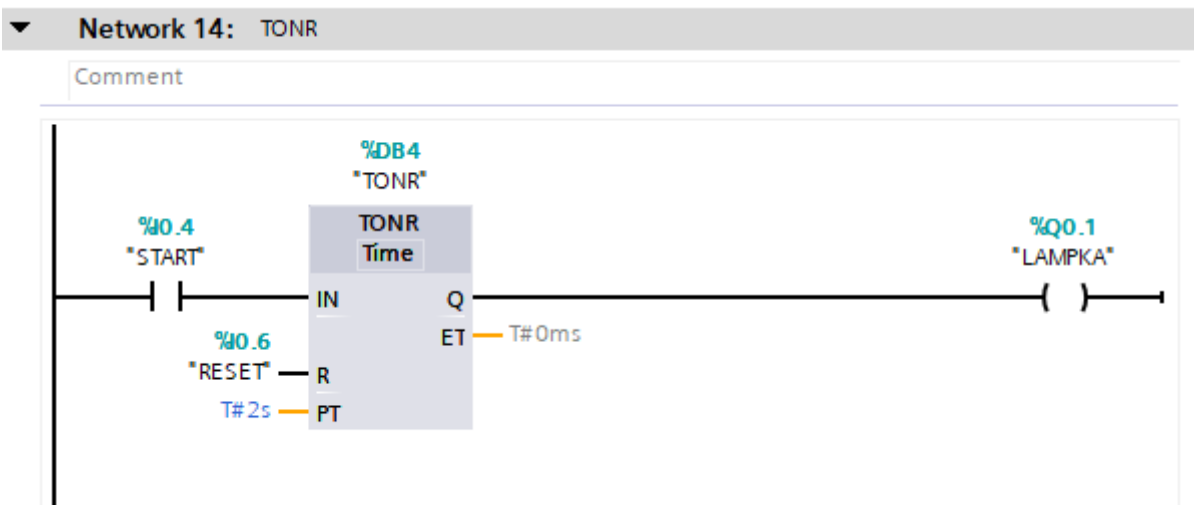 Network 14: TONR
Comment
%DB4
"TONR"
%I0.4
"START"
TONR
Time
%Q0.1
"LAMPKA"
IN
Q
%I0.6
"RESET"
ET
T#0ms
R
T#2s
PT